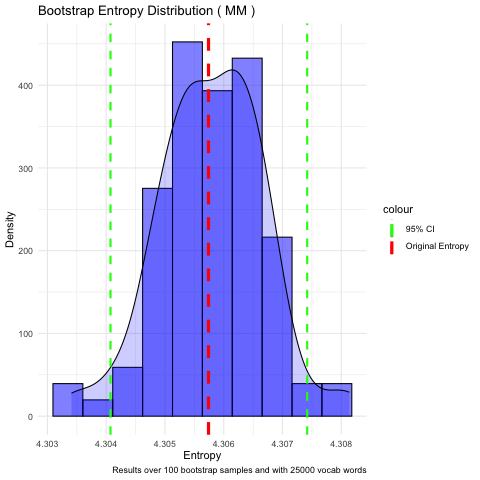 Bootstrap Entropy Distribution ( MM )
400
300
200
100
0
Density
4.303 4.304 4.305 4.306 4.307 4.308
Entropy
Results over 100 bootstrap samples and with 25000 vocab words
colour
95% CI
Original Entropy